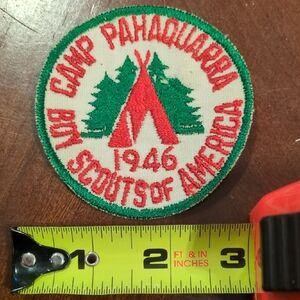 CAMP PAHAQUARRA
1946
BOY SCOUTS OF AMERICA
1 2 FT. & IN 3
INCHES